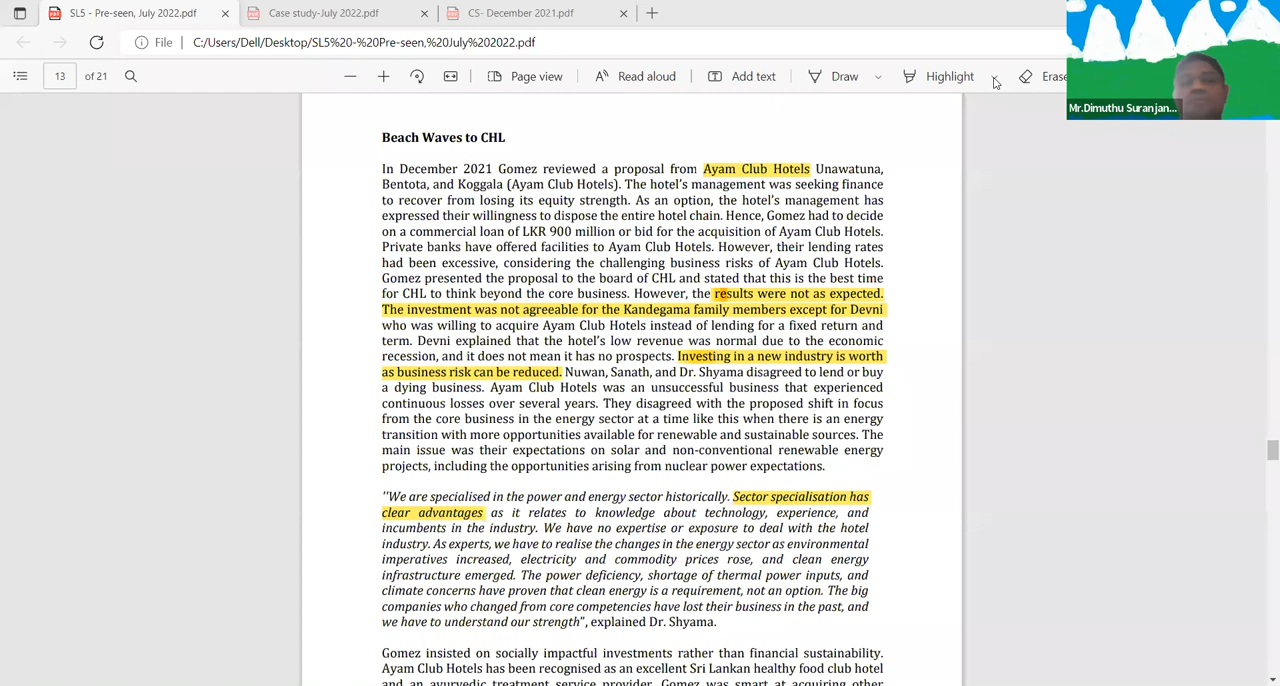 SL5 - Pre-seen, July 2022.pdf
Case study-July 2022.pdf
CS- December 2021.pdf
File C:/Users/Dell/Desktop/SL5%20-%20Pre-seen,%20July%202022.pdf
13 of 21 Page view Read aloud Add text Draw Highlight Erase
Mr.Dimuthu Suranjan...
Beach Waves to CHL
In December 2021 Gomez reviewed a proposal from Ayam Club Hotels Unawatuna,
Bentota, and Koggala (Ayam Club Hotels). The hotel's management was seeking finance
to recover from losing its equity strength. As an option, the hotel's management has
expressed their willingness to dispose the entire hotel chain. Hence, Gomez had to decide
on a commercial loan of LKR 900 million or bid for the acquisition of Ayam Club Hotels.
Private banks have offered facilities to Ayam Club Hotels. However, their lending rates
had been excessive, considering the challenging business risks of Ayam Club Hotels.
Gomez presented the proposal to the board of CHL and stated that this is the best time
for CHL to think beyond the core business. However, the results were not as expected.
The investment was not agreeable for the Kandegama family members except for Devni
who was willing to acquire Ayam Club Hotels instead of lending for a fixed return and
term. Devni explained that the hotel's low revenue was normal due to the economic
recession, and it does not mean it has no prospects. Investing in a new industry is worth
as business risk can be reduced. Nuwan, Sanath, and Dr. Shyama disagreed to lend or buy
a dying business. Ayam Club Hotels was an unsuccessful business that experienced
continuous losses over several years. They disagreed with the proposed shift in focus
from the core business in the energy sector at a time like this when there is an energy
transition with more opportunities available for renewable and sustainable sources. The
main issue was their expectations on solar and non-conventional renewable energy
projects, including the opportunities arising from nuclear power expectations.
"We are specialised in the power and energy sector historically. Sector specialisation has
clear advantages as it relates to knowledge about technology, experience, and
incumbents in the industry. We have no expertise or exposure to deal with the hotel
industry. As experts, we have to realise the changes in the energy sector as environmental
imperatives increased, electricity and commodity prices rose, and clean energy
infrastructure emerged. The power deficiency, shortage of thermal power inputs, and
climate concerns have proven that clean energy is a requirement, not an option. The big
companies who changed from core competencies have lost their business in the past, and
we have to understand our strength", explained Dr. Shyama.
Gomez insisted on socially impactful investments rather than financial sustainability.
Ayam Club Hotels has been recognised as an excellent Sri Lankan healthy food club hotel
and an ayurvedic treatment service provider. Gomez was smart at acquiring other